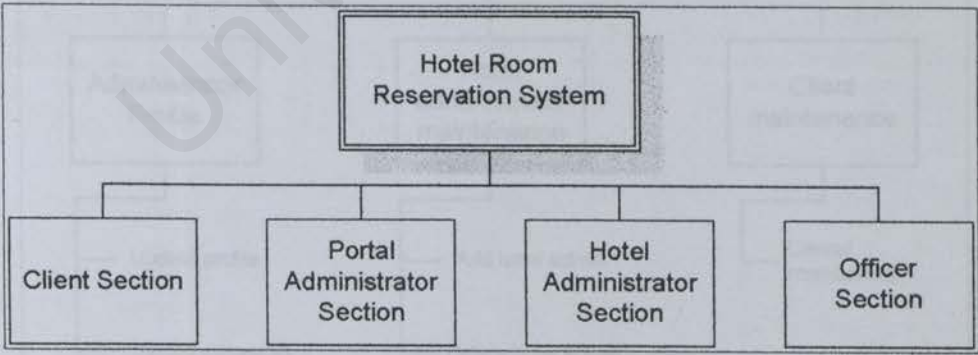 Hotel Room
Reservation System
Client Section
Portal
Administrator
Section
Hotel
Administrator
Section
Officer
Section